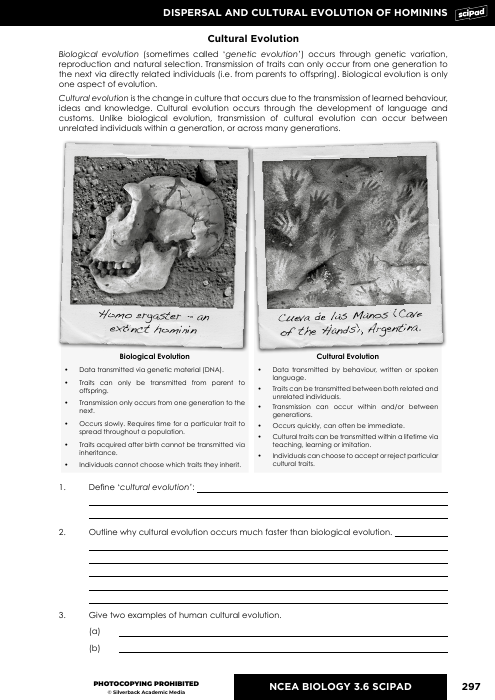 DISPERSAL AND CULTURAL EVOLUTION OF HOMININS
scipad
Cultural Evolution
Biological evolution (sometimes called ‘genetic evolution’) occurs through genetic variation,
reproduction and natural selection. Transmission of traits can only occur from one generation to
the next via directly related individuals (i.e. from parents to offspring). Biological evolution is only
one aspect of evolution.
Cultural evolution is the change in culture that occurs due to the transmission of learned behaviour,
ideas and knowledge. Cultural evolution occurs through the development of language and
customs. Unlike biological evolution, transmission of cultural evolution can occur between
unrelated individuals within a generation, or across many generations.
Homo ergaster - an
extinct hominin
Cueva de las Manos (Cave
of the Hands), Argentina.
Biological Evolution
• Data transmitted via genetic material (DNA).
• Traits can only be transmitted from parent to
offspring.
• Transmission only occurs from one generation to the
next.
• Occurs slowly. Requires time for a particular trait to
spread throughout a population.
• Traits acquired after birth cannot be transmitted via
inheritance.
• Individuals cannot choose which traits they inherit.
Cultural Evolution
• Data transmitted by behaviour, written or spoken
language.
• Traits can be transmitted between both related and
unrelated individuals.
• Transmission can occur within and/or between
generations.
• Occurs quickly, can often be immediate.
• Cultural traits can be transmitted within a lifetime via
teaching, learning or imitation.
• Individuals can choose to accept or reject particular
cultural traits.
1. Define ‘cultural evolution’:
2. Outline why cultural evolution occurs much faster than biological evolution.
3. Give two examples of human cultural evolution.
(a)
(b)
PHOTOCOPYING PROHIBITED
© Silverback Academic Media
NCEA BIOLOGY 3.6 SCIPAD
297